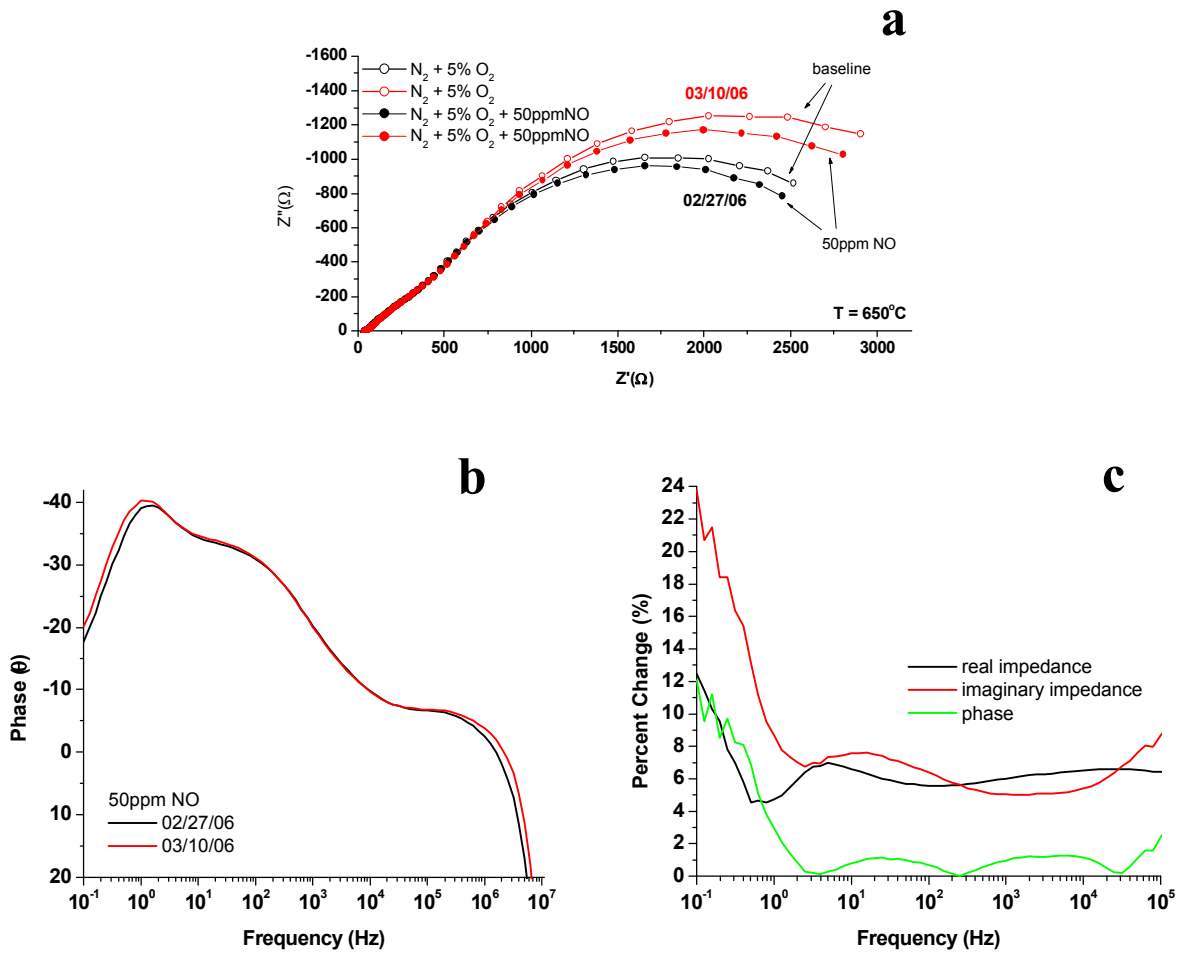 a
-1600
-1400
-1200
-1000
-800
-600
-400
-200
0
Z"(Ω)
N₂ + 5% O₂
N₂ + 5% O₂
N₂ + 5% O₂ + 50ppmNO
N₂ + 5% O₂ + 50ppmNO
baseline
03/10/06
02/27/06
50ppm NO
T = 650°C
0 500 1000 1500 2000 2500 3000
Z'(Ω)
b
-40
-30
-20
-10
0
10
20
Phase (θ)
50ppm NO
02/27/06
03/10/06
10⁻¹ 10⁰ 10¹ 10² 10³ 10⁴ 10⁵ 10⁶ 10⁷
Frequency (Hz)
c
24
22
20
18
16
14
12
10
8
6
4
2
0
Percent Change (%)
real impedance
imaginary impedance
phase
10⁻¹ 10⁰ 10¹ 10² 10³ 10⁴ 10⁵
Frequency (Hz)